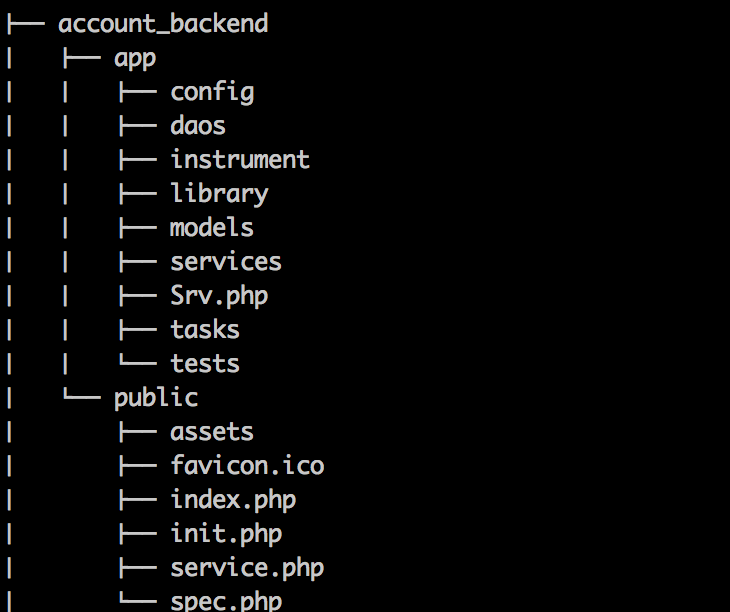 ├── account_backend
│   ├── app
│   │   ├── config
│   │   ├── daos
│   │   ├── instrument
│   │   ├── library
│   │   ├── models
│   │   ├── services
│   │   ├── Srv.php
│   │   ├── tasks
│   │   └── tests
│   └── public
│       ├── assets
│       ├── favicon.ico
│       ├── index.php
│       ├── init.php
│       ├── service.php
│       └── spec.php